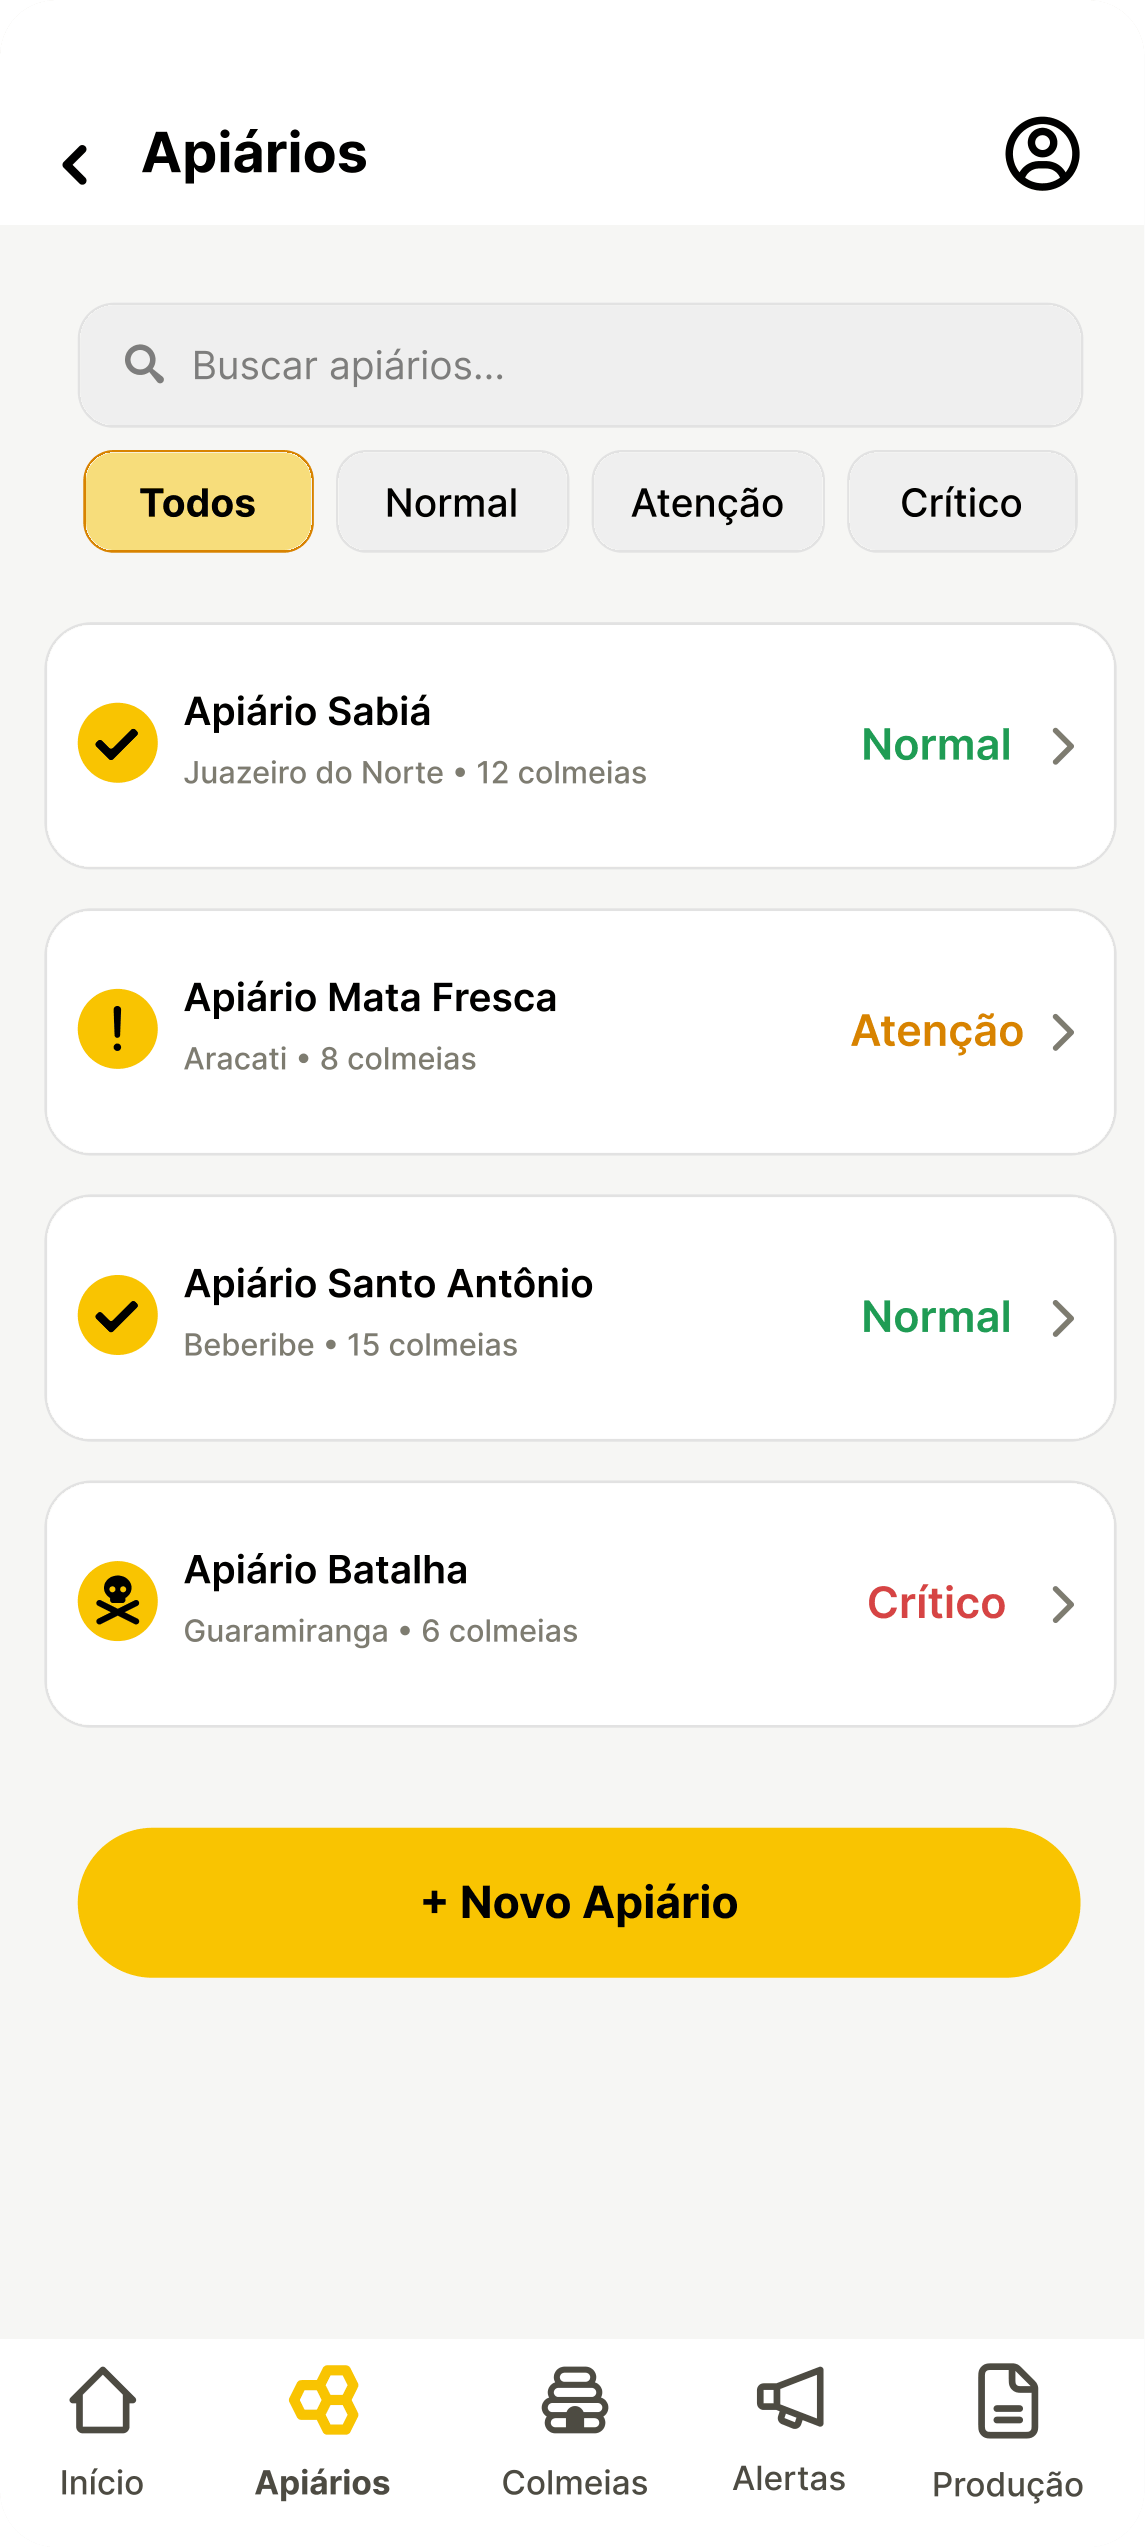 Apiários
Buscar apiários...
Todos
Normal
Atenção
Crítico
Apiário Sabiá
Juazeiro do Norte • 12 colmeias
Normal
Apiário Mata Fresca
Aracati • 8 colmeias
Atenção
Apiário Santo Antônio
Beberibe • 15 colmeias
Normal
Apiário Batalha
Guaramiranga • 6 colmeias
Crítico
+ Novo Apiário
Início
Apiários
Colmeias
Alertas
Produção